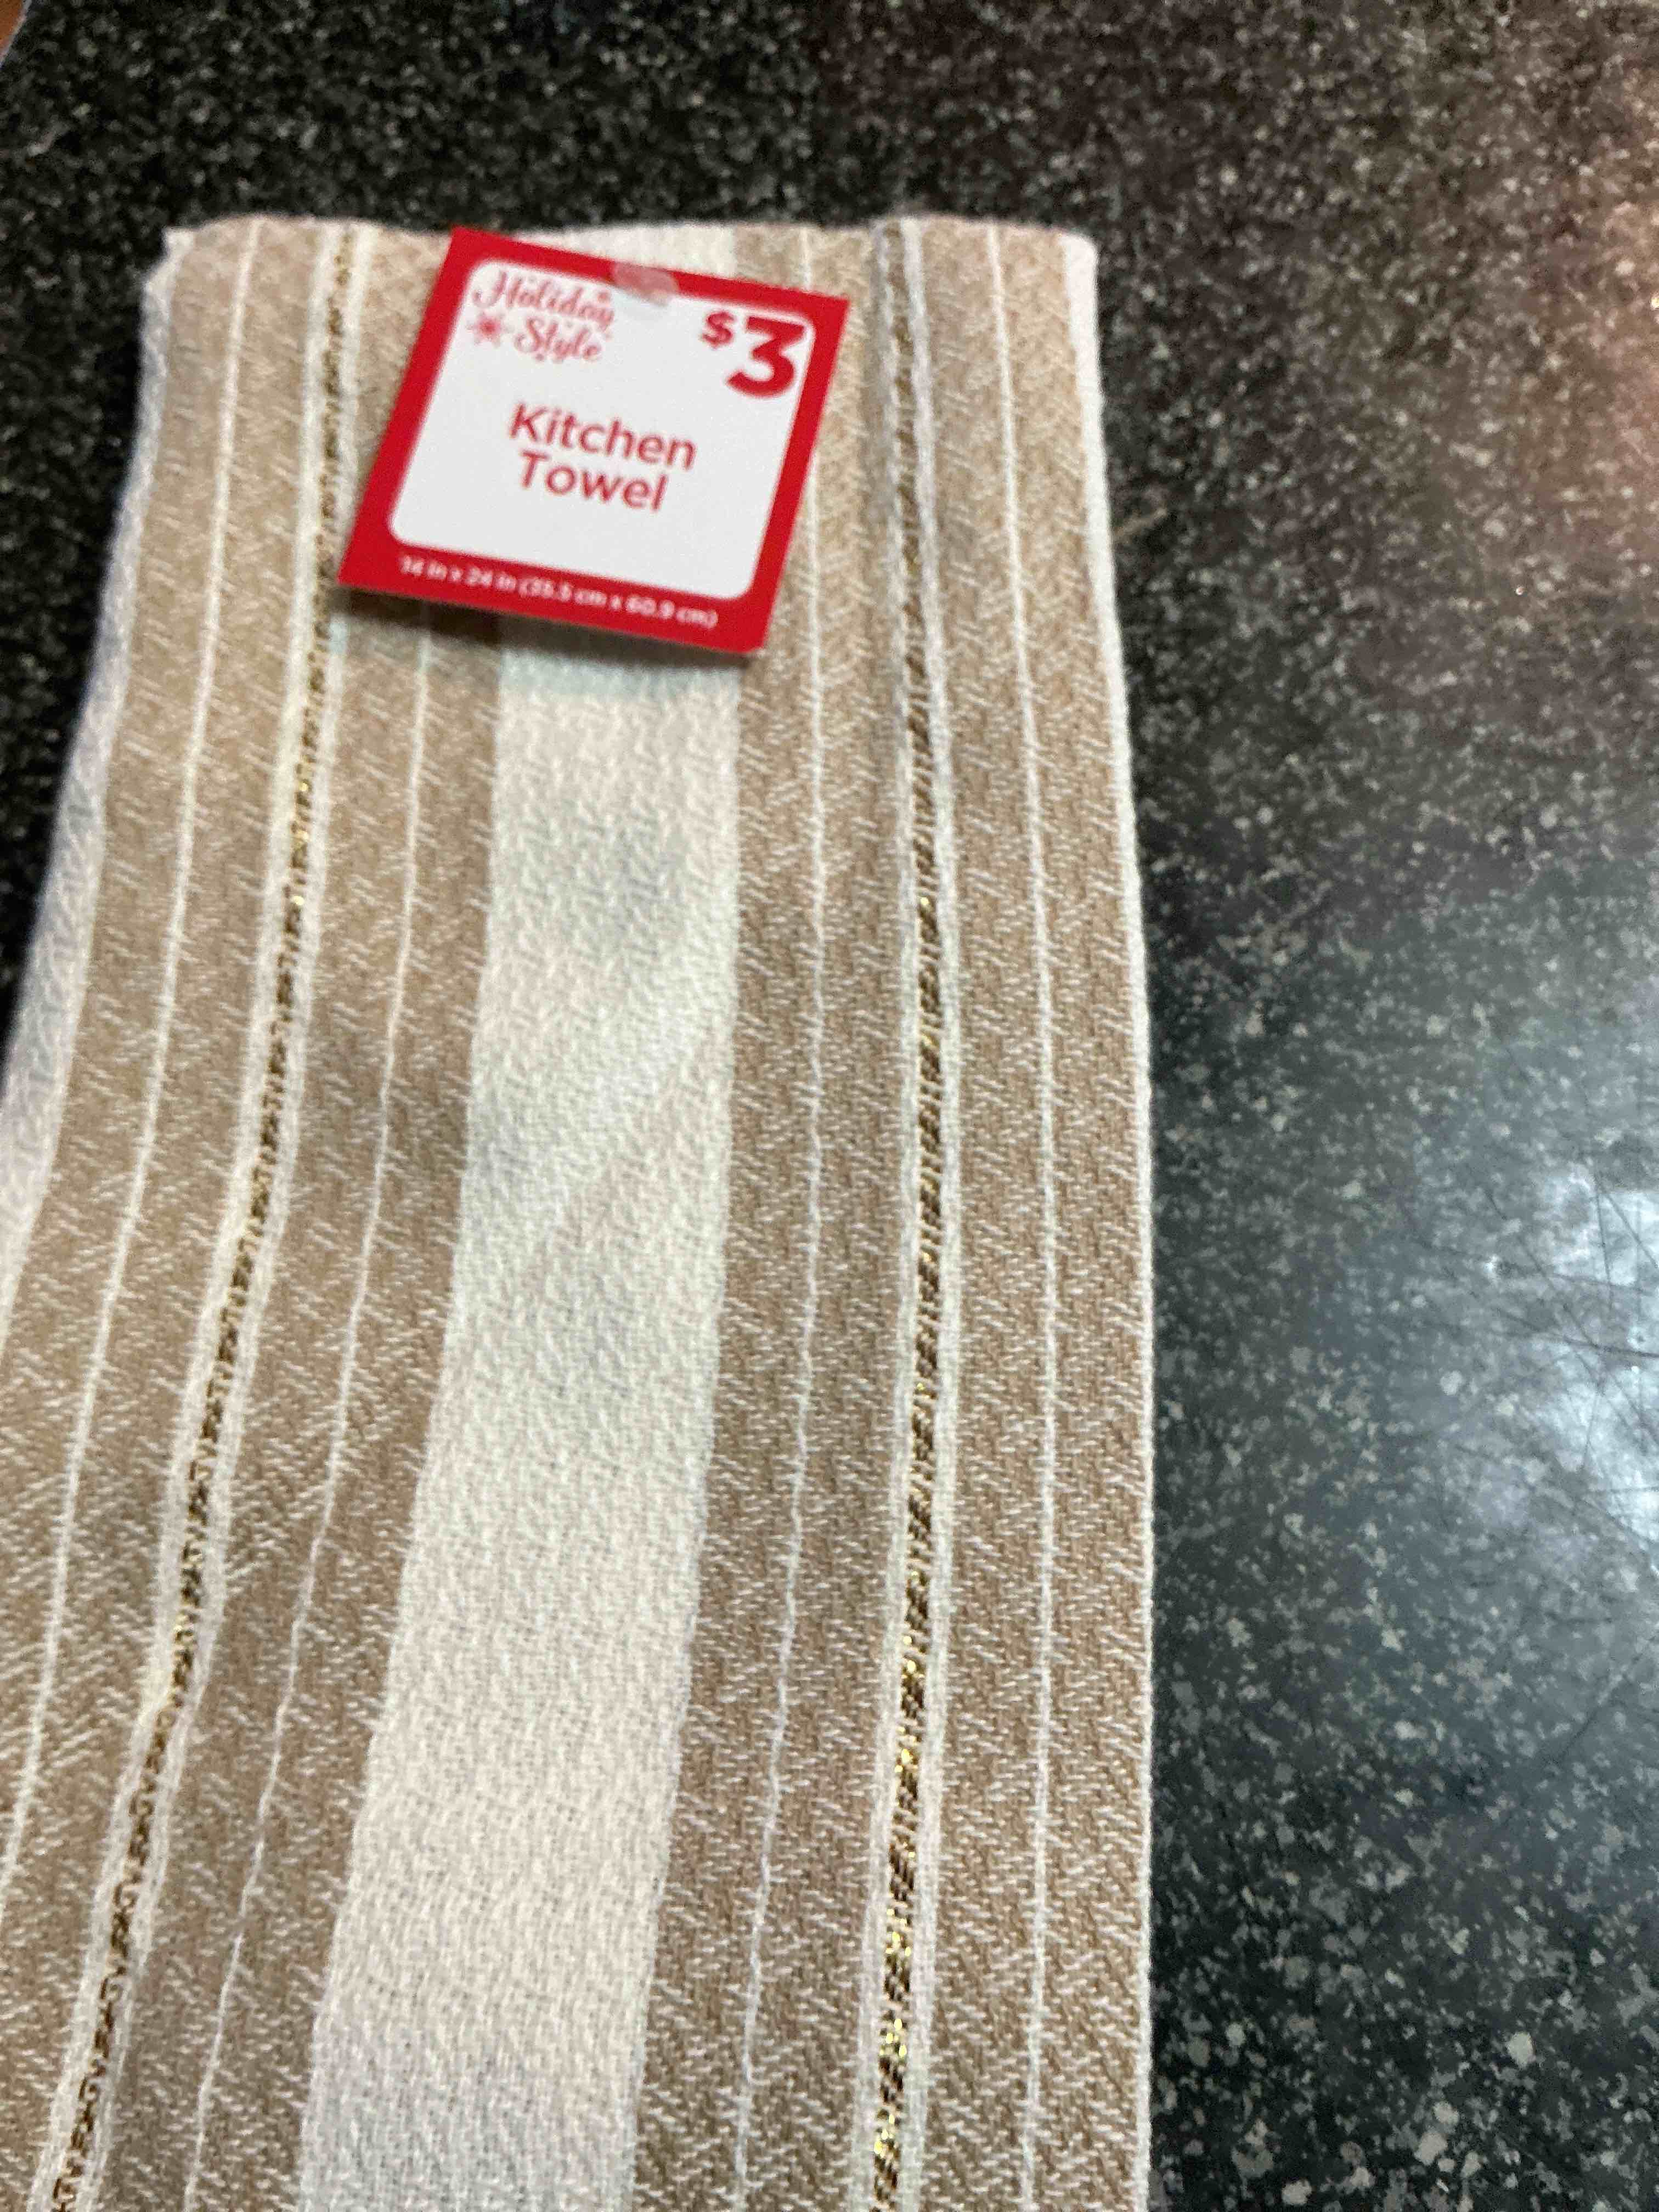 Holiday
Style
$3
Kitchen
Towel
14 in x 24 in (35.5 cm x 60.9 cm)